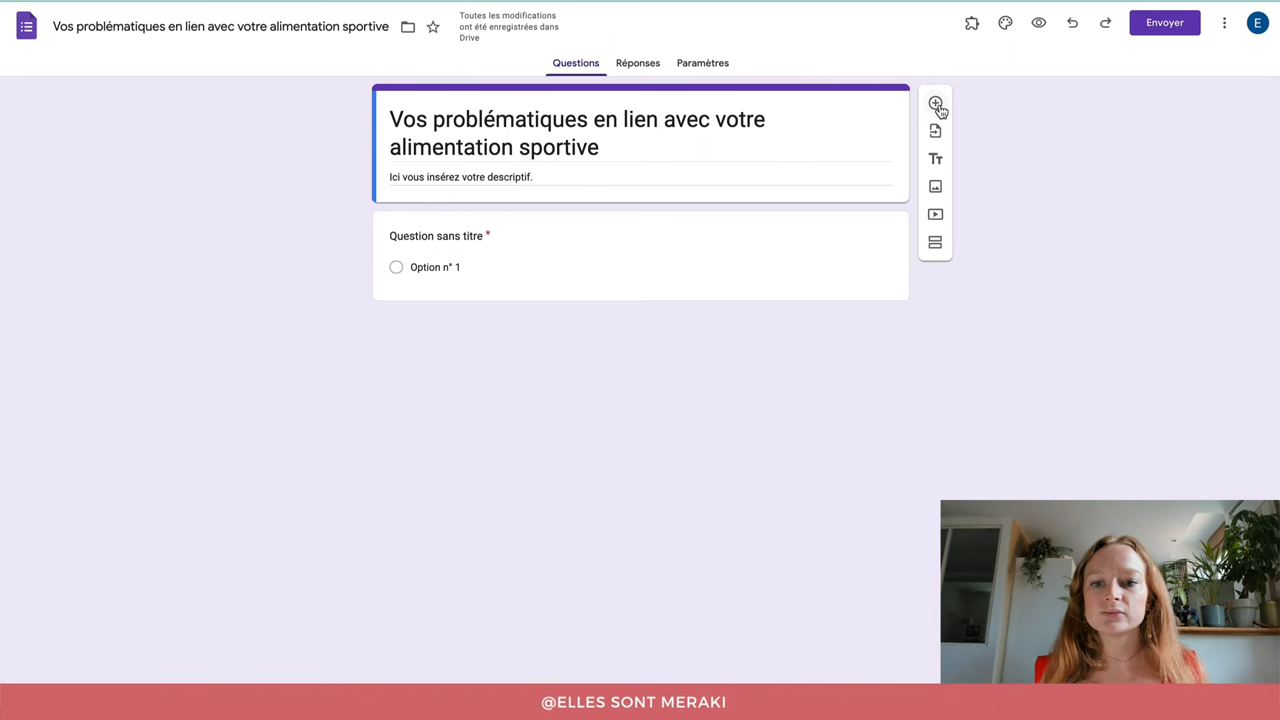 Vos problématiques en lien avec votre alimentation sportive
Toutes les modifications
ont été enregistrées dans
Drive
Envoyer
E
Questions
Réponses
Paramètres
Vos problématiques en lien avec votre
alimentation sportive
Ici vous insérez votre descriptif.
Question sans titre *
Option n° 1
Tт
@ELLES SONT MERAKI